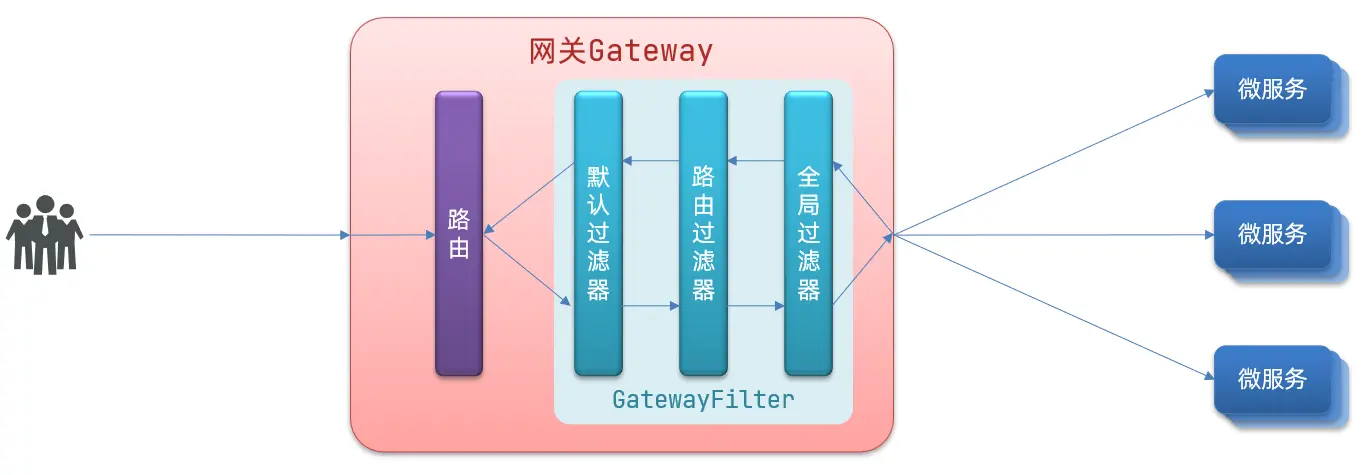 网关Gateway
路由
默认过滤器
路由过滤器
全局过滤器
GatewayFilter
微服务
微服务
微服务